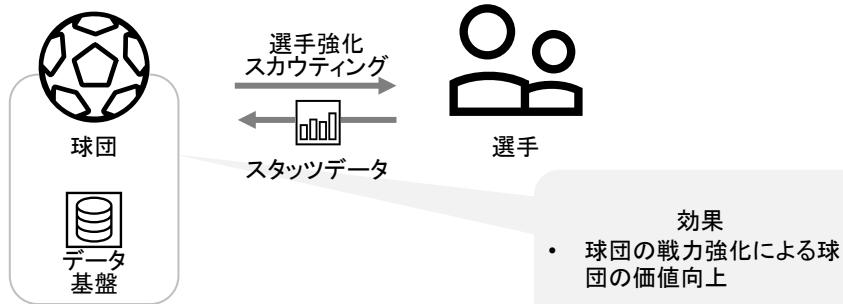 選手強化
スカウティング
球団
スタッツデータ
選手
データ
基盤
効果
• 球団の戦力強化による球
団の価値向上